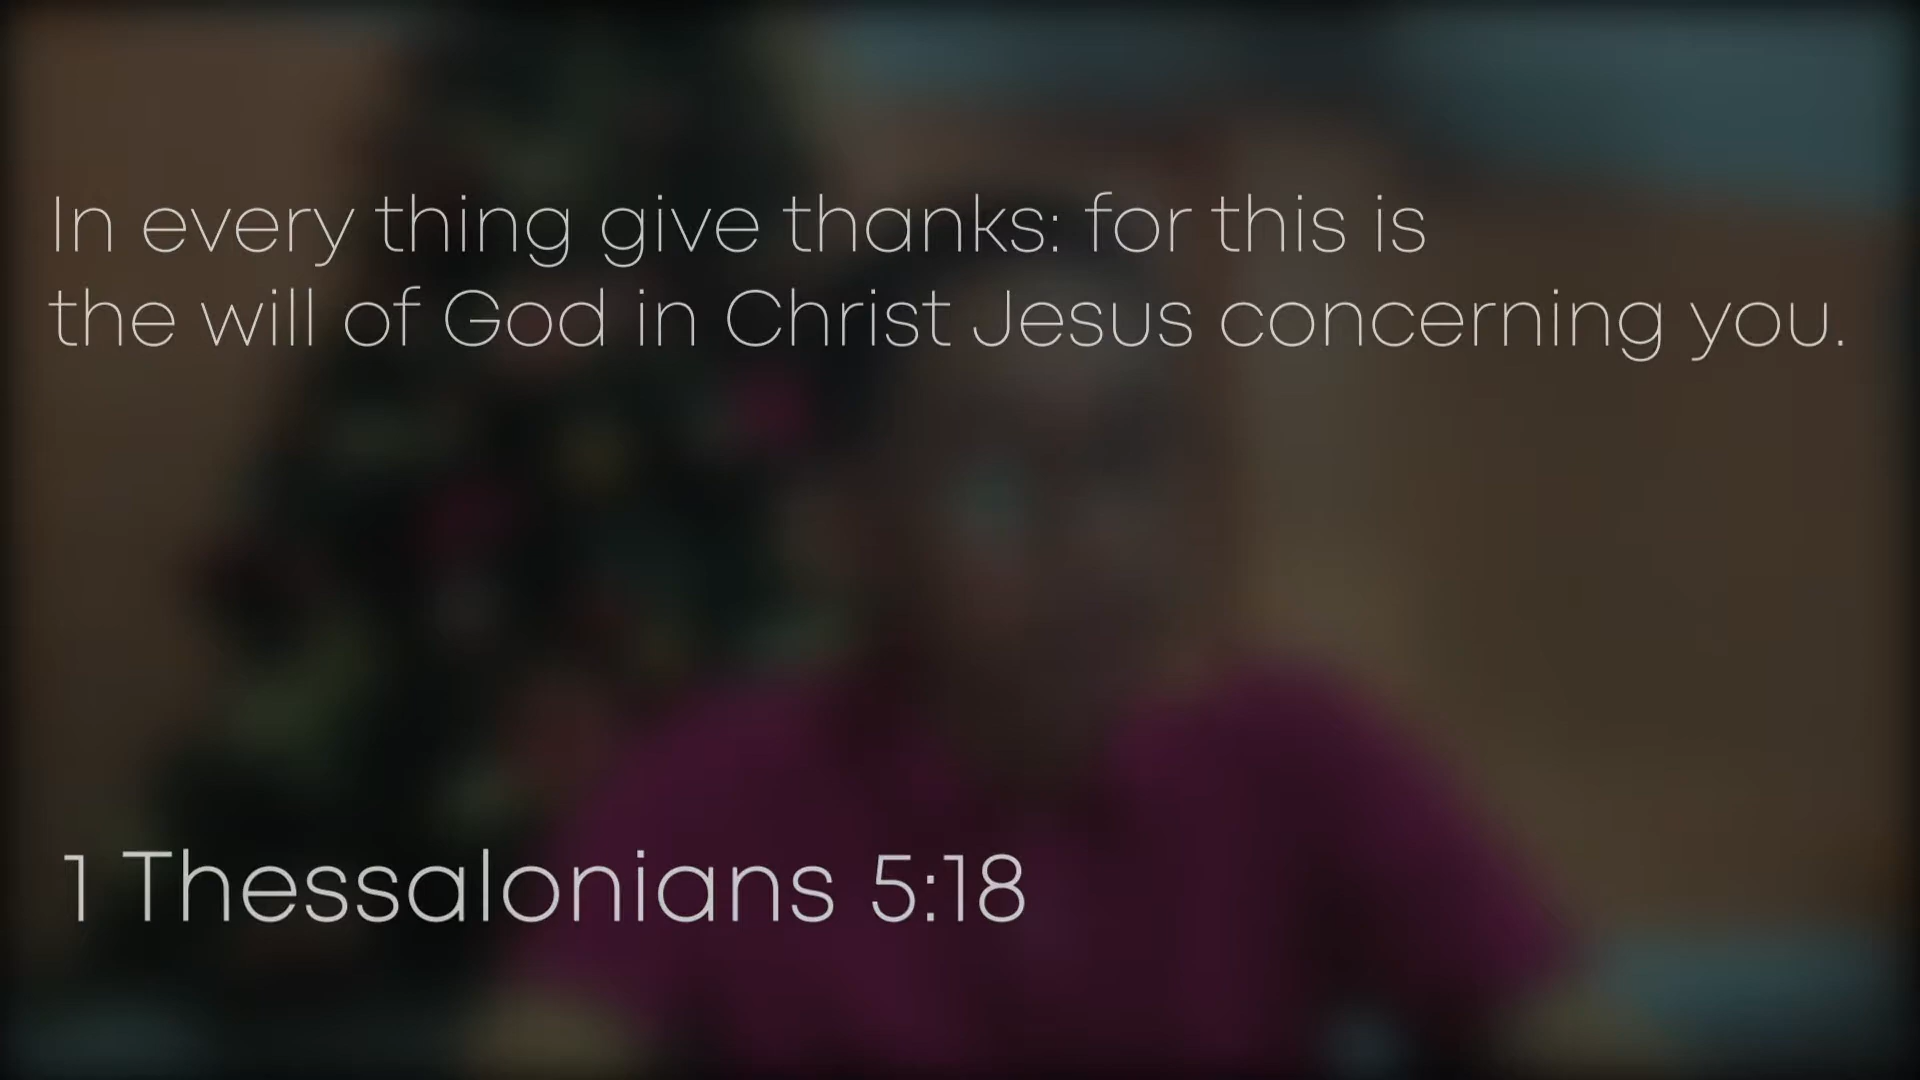 In every thing give thanks: for this is
the will of God in Christ Jesus concerning you.
1 Thessalonians 5:18